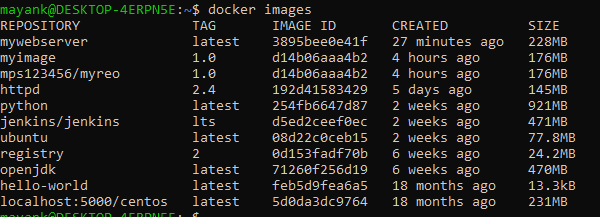 mayank@DESKTOP-4ERPN5E:~$ docker images
REPOSITORY TAG IMAGE ID CREATED SIZE
mywebserver latest 3895bee0e41f 27 minutes ago 228MB
myimage 1.0 d14b06aaa4b2 4 hours ago 176MB
mps123456/myreo 1.0 d14b06aaa4b2 4 hours ago 176MB
httpd 2.4 192d41583429 5 days ago 145MB
python latest 254fb6647d87 2 weeks ago 921MB
jenkins/jenkins lts d5ed2ceef0ec 2 weeks ago 471MB
ubuntu latest 08d22c0ceb15 2 weeks ago 77.8MB
registry 2 0d153fadf70b 6 weeks ago 24.2MB
openjdk latest 71260f256d19 6 weeks ago 470MB
hello-world latest feb5d9fea6a5 18 months ago 13.3kB
localhost:5000/centos latest 5d0da3dc9764 18 months ago 231MB
mayank@DESKTOP-4ERPN5E:~$